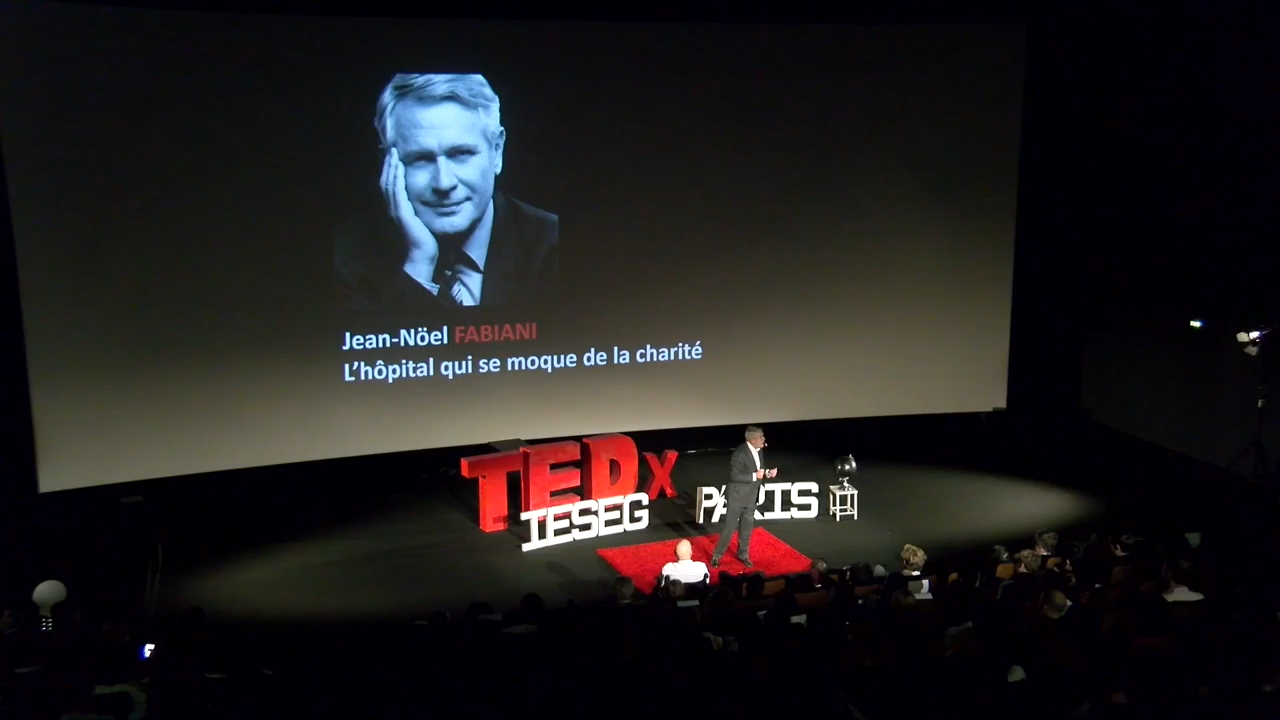 Jean-Nöel FABIANI
L'hôpital qui se moque de la charité
TEDx
IESEG PARIS